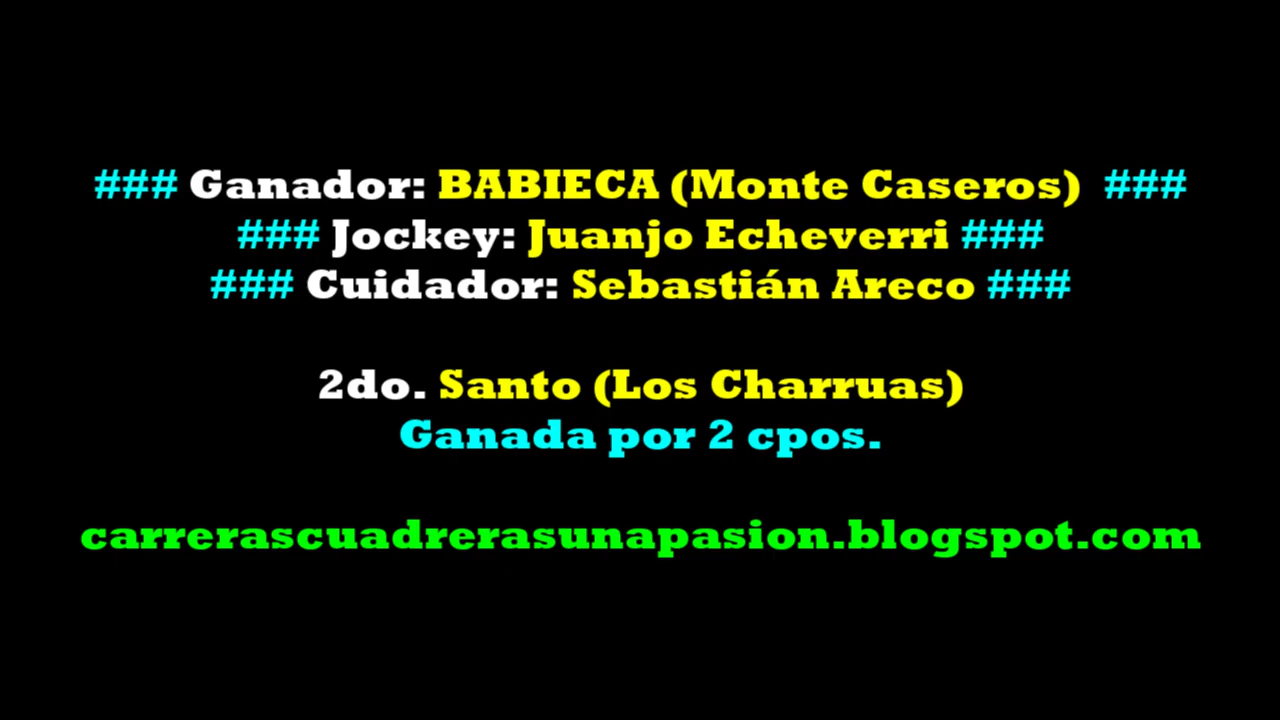 ### Ganador: BABIECA (Monte Caseros) ###
### Jockey: Juanjo Echeverri ###
### Cuidador: Sebastián Areco ###
2do. Santo (Los Charruas)
Ganada por 2 cpos.
carrerascuadrerasunapasion.blogspot.com